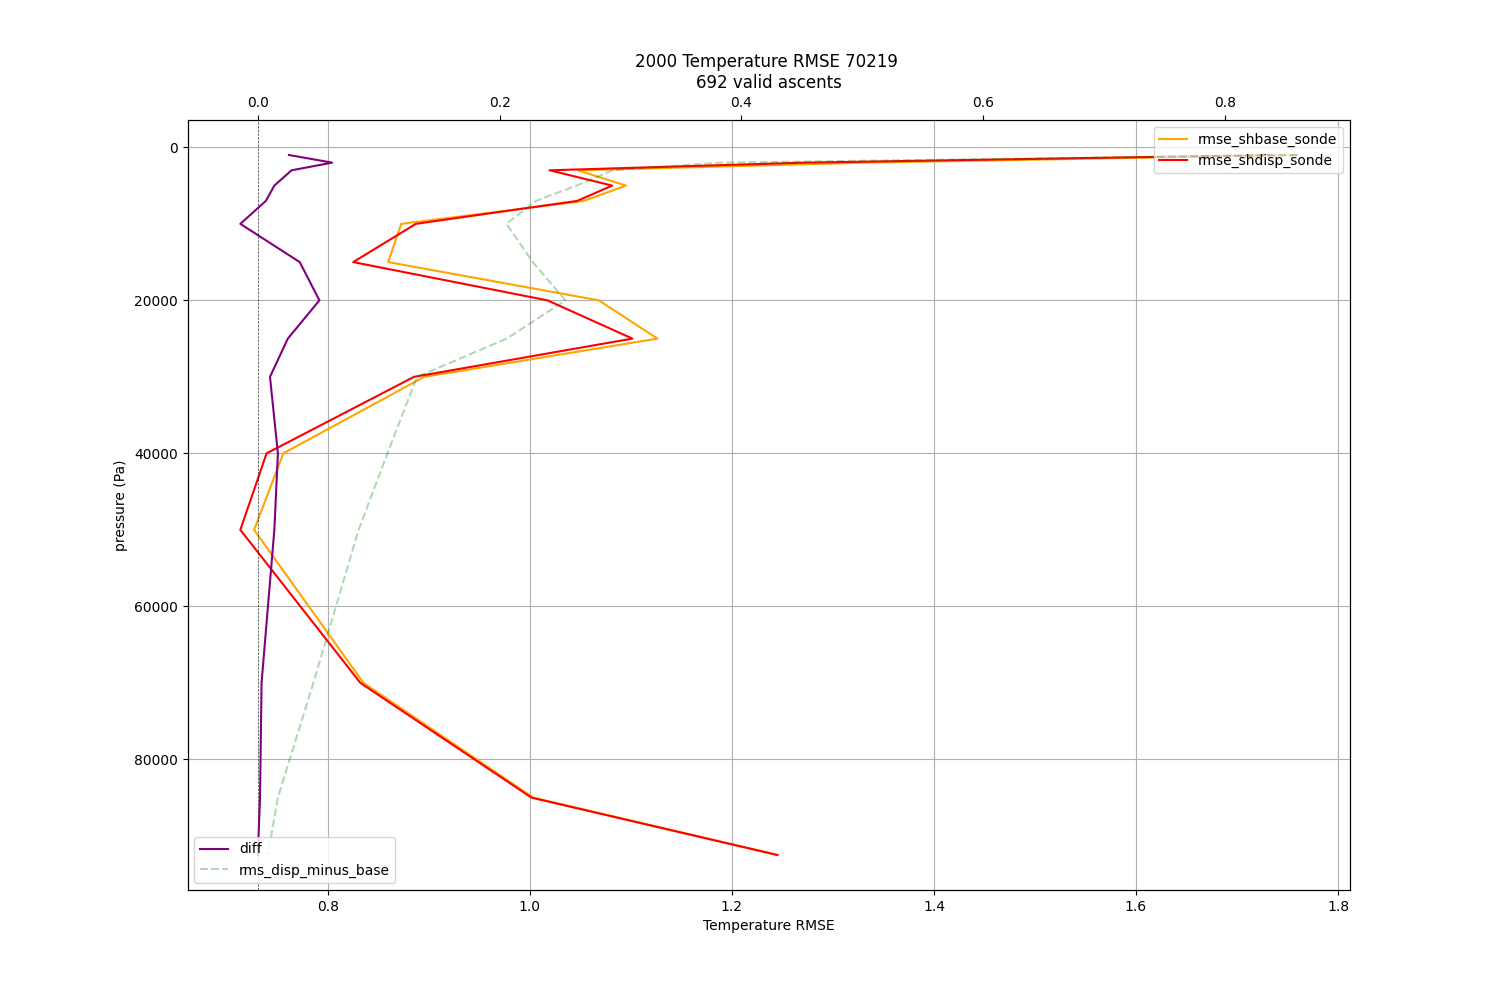 2000 Temperature RMSE 70219
692 valid ascents
0.0 0.2 0.4 0.6 0.8
rmse_shbase_sonde
rmse_shdisp_sonde
0
20000
40000
60000
80000
pressure (Pa)
diff
rms_disp_minus_base
0.8 1.0 1.2 1.4 1.6 1.8
Temperature RMSE